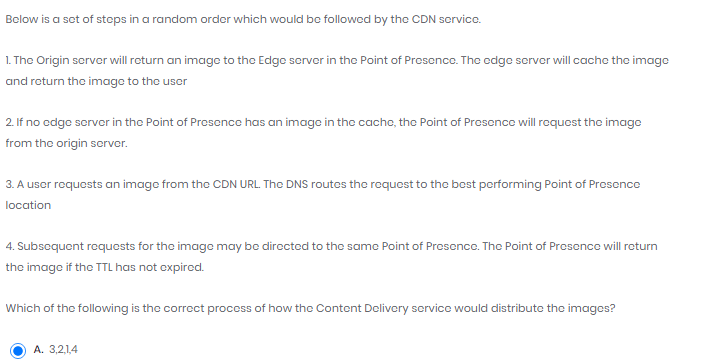 Below is a set of steps in a random order which would be followed by the CDN service.
1. The Origin server will return an image to the Edge server in the Point of Presence. The edge server will cache the image
and return the image to the user
2. If no edge server in the Point of Presence has an image in the cache, the Point of Presence will request the image
from the origin server.
3. A user requests an image from the CDN URL. The DNS routes the request to the best performing Point of Presence
location
4. Subsequent requests for the image may be directed to the same Point of Presence. The Point of Presence will return
the image if the TTL has not expired.
Which of the following is the correct process of how the Content Delivery service would distribute the images?
A. 3,2,1,4